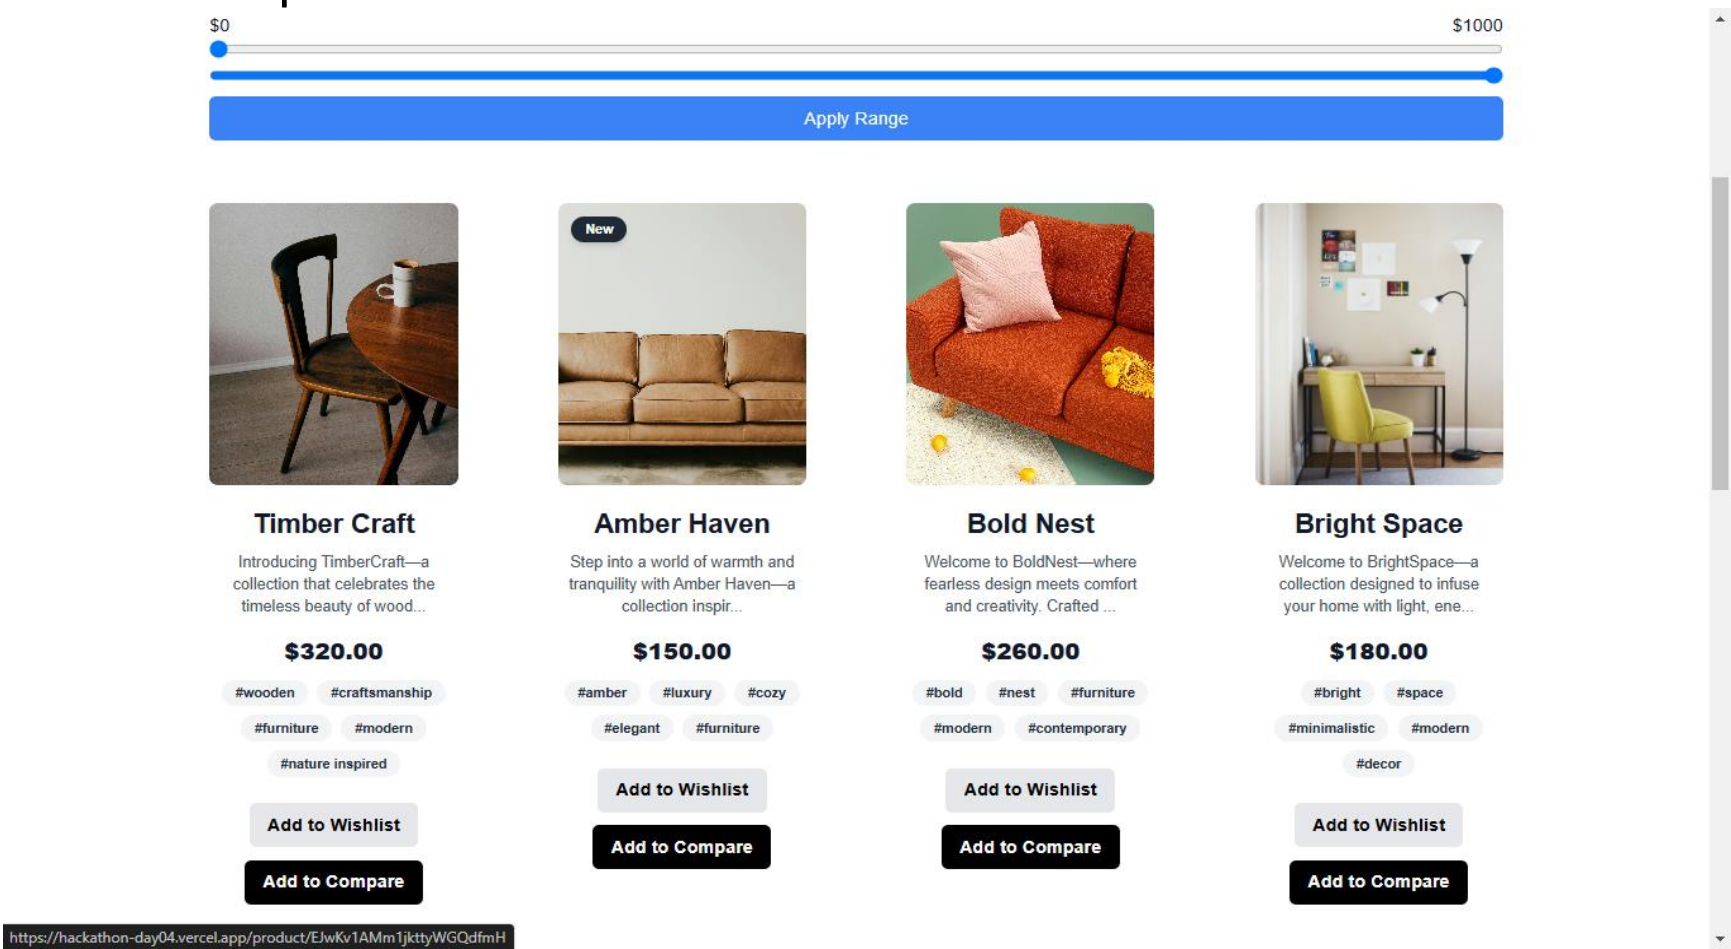 $0
$1000
Apply Range
New
Timber Craft
Introducing TimberCraft—a
collection that celebrates the
timeless beauty of wood...
$320.00
#wooden #craftsmanship
#furniture #modern
#nature inspired
Add to Wishlist
Add to Compare
Amber Haven
Step into a world of warmth and
tranquility with Amber Haven—a
collection inspir...
$150.00
#amber #luxury #cozy
#elegant #furniture
Add to Wishlist
Add to Compare
Bold Nest
Welcome to BoldNest—where
fearless design meets comfort
and creativity. Crafted ...
$260.00
#bold #nest #furniture
#modern #contemporary
Add to Wishlist
Add to Compare
Bright Space
Welcome to BrightSpace—a
collection designed to infuse
your home with light, ene...
$180.00
#bright #space
#minimalistic #modern
#decor
Add to Wishlist
Add to Compare
https://hackathon-day04.vercel.app/product/EJwKv1AMm1jkttyWGQdfmH